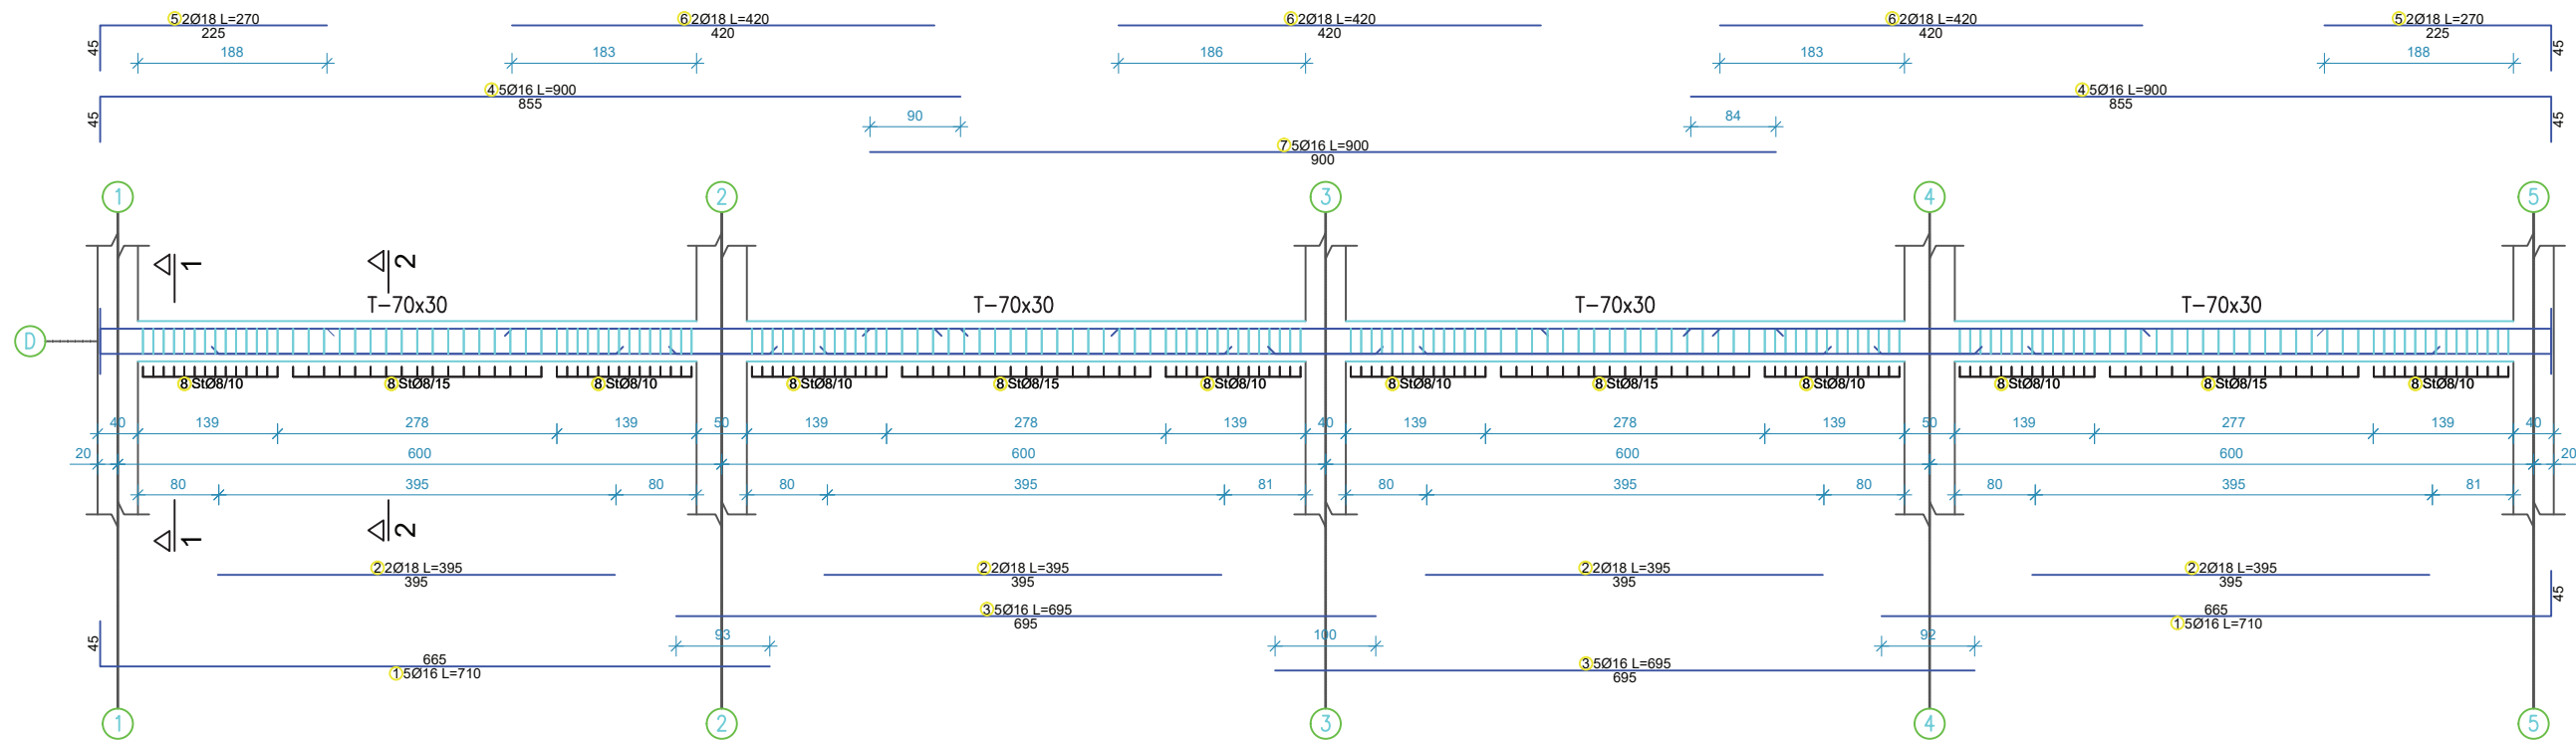 5 2Ø18 L=270 6 2Ø18 L=420 6 2Ø18 L=420 6 2Ø18 L=420 5 2Ø18 L=270
45 225 420 420 420 225 45
188 183 186 183 188
4 5Ø16 L=900 4 5Ø16 L=900
45 855 855 45
90 84
7 5Ø16 L=900
900
1 2 3 4 5
1 2
T-70x30 T-70x30 T-70x30 T-70x30
D
8 StØ8/10 8 StØ8/15 8 StØ8/10 8 StØ8/10 8 StØ8/15 8 StØ8/10 8 StØ8/10 8 StØ8/15 8 StØ8/10 8 StØ8/10 8 StØ8/15 8 StØ8/10
40 139 278 139 50 139 278 139 40 139 278 139 50 139 277 139 40
20 600 600 600 600 20
80 395 80 80 395 81 80 395 80 80 395 81
1 2
2 2Ø18 L=395 2 2Ø18 L=395 2 2Ø18 L=395 2 2Ø18 L=395
395 395 395 395
45
3 5Ø16 L=695 665
695 1 5Ø16 L=710
45 93 100 92
665 3 5Ø16 L=695
1 5Ø16 L=710 695
1 2 3 4 5